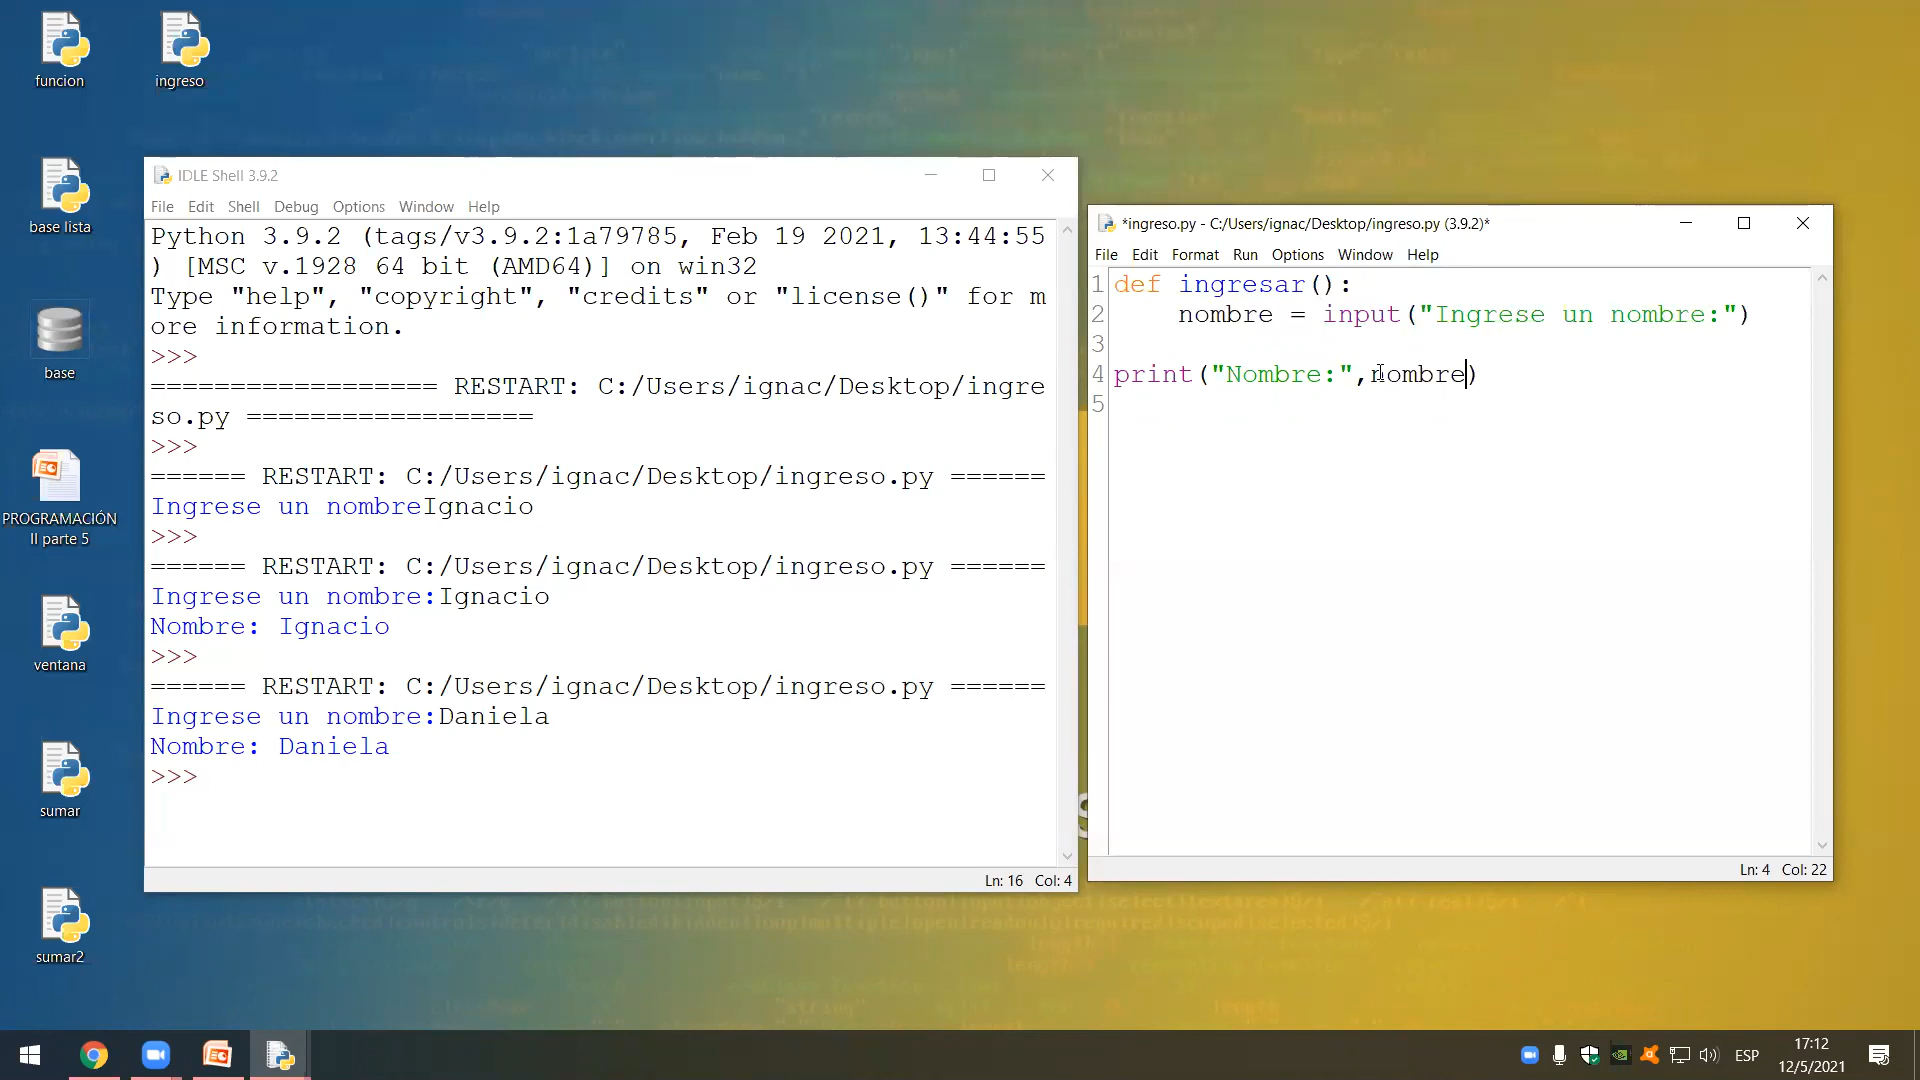 funcion
ingreso
base lista
base
PROGRAMACIÓN
II parte 5
ventana
sumar
sumar2
IDLE Shell 3.9.2
File Edit Shell Debug Options Window Help
Python 3.9.2 (tags/v3.9.2:1a79785, Feb 19 2021, 13:44:55
) [MSC v.1928 64 bit (AMD64)] on win32
Type "help", "copyright", "credits" or "license()" for m
ore information.
>>>
================= RESTART: C:/Users/ignac/Desktop/ingre
so.py ==================
>>>
====== RESTART: C:/Users/ignac/Desktop/ingreso.py ======
Ingrese un nombreIgnacio
>>>
====== RESTART: C:/Users/ignac/Desktop/ingreso.py ======
Ingrese un nombre:Ignacio
Nombre: Ignacio
>>>
====== RESTART: C:/Users/ignac/Desktop/ingreso.py ======
Ingrese un nombre:Daniela
Nombre: Daniela
>>>
Ln: 16 Col: 4
*ingreso.py - C:/Users/ignac/Desktop/ingreso.py (3.9.2)*
File Edit Format Run Options Window Help
1 def ingresar():
2 nombre = input("Ingrese un nombre:")
3
4 print("Nombre:",nombre)
5
Ln: 4 Col: 22
ESP
17:12
12/5/2021